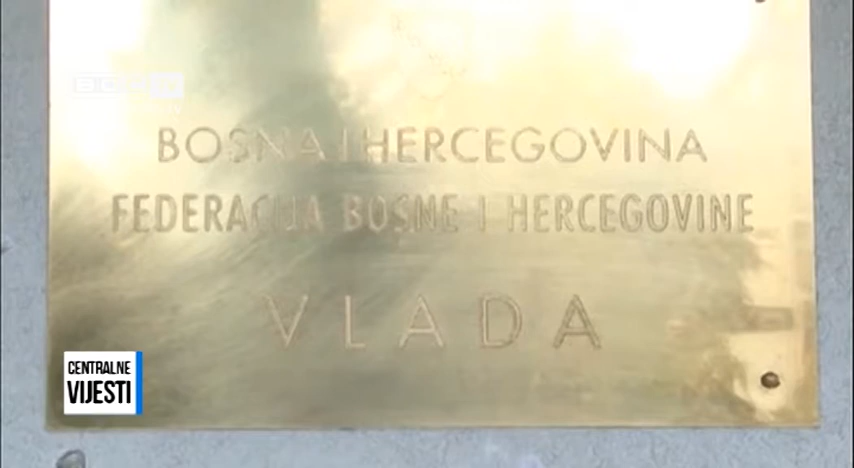 BOSNA I HERCEGOVINA
FEDERACIJA BOSNE I HERCEGOVINE
VLADA
CENTRALNE
VIJESTI